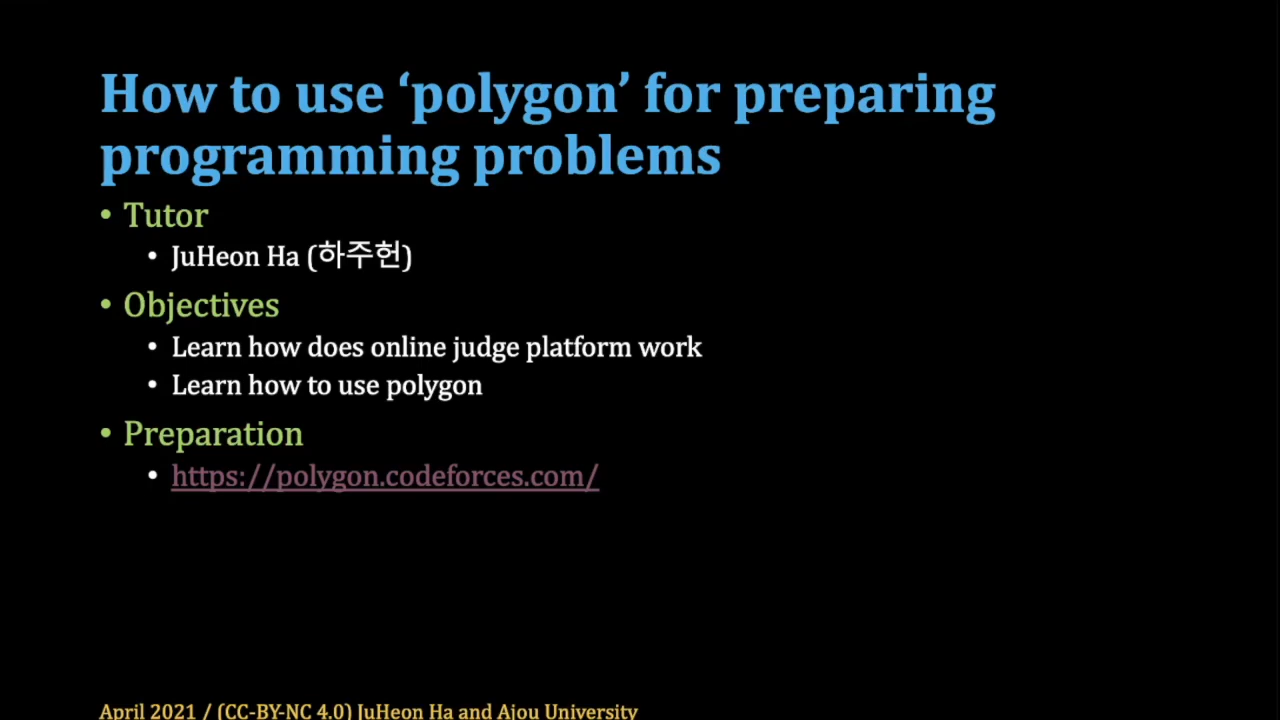 How to use ‘polygon’ for preparing
programming problems
• Tutor
• JuHeon Ha (하주헌)
• Objectives
• Learn how does online judge platform work
• Learn how to use polygon
• Preparation
• https://polygon.codeforces.com/
April 2021 / (CC-BY-NC 4.0) JuHeon Ha and Ajou University